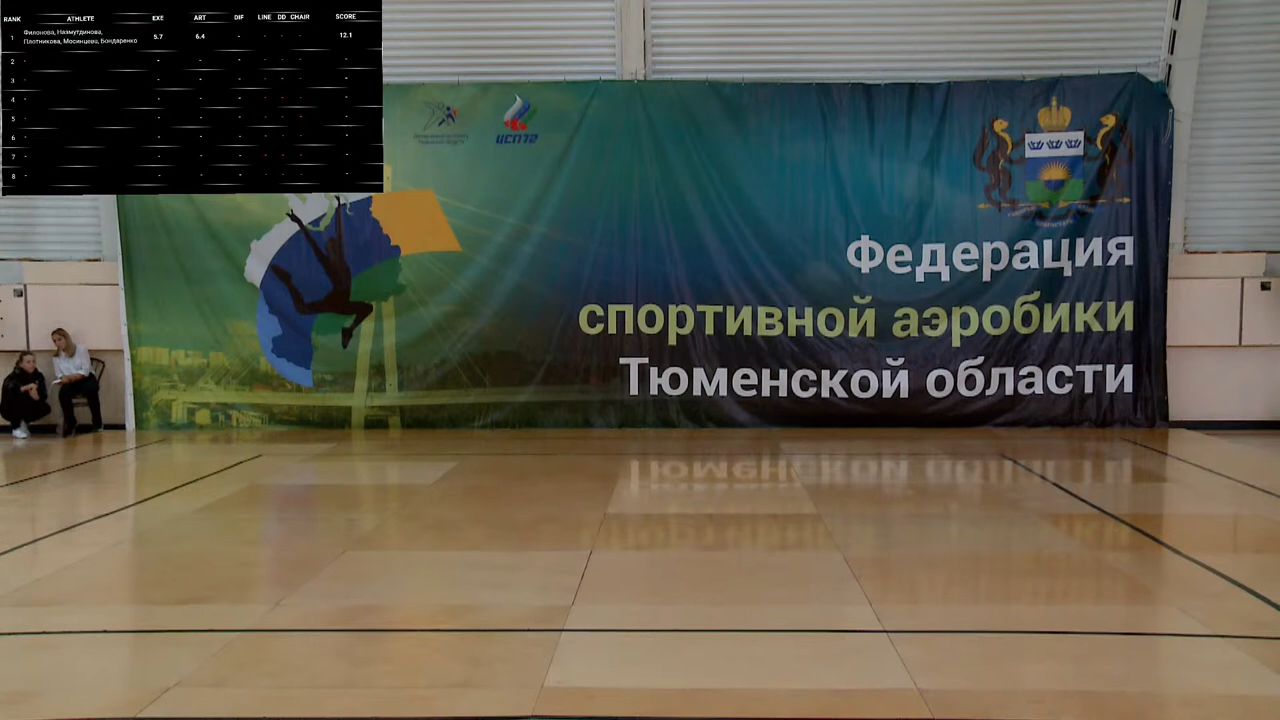 RANK ATHLETE EXE ART DIF LINE DD CHAIR SCORE
Филонова, Назмутдинова,
1 Плотникова, Мосинцева, Бондаренко 5.7 6.4 - - - - 12.1
2 - - - - - - - -
3 - - - - - - - -
4 - - - - - - - -
5 - - - - - - - -
6 - - - - - - - -
7 - - - - - - - -
8 - - - - - - - -
ЦСП72
Федерация
спортивной аэробики
Тюменской области